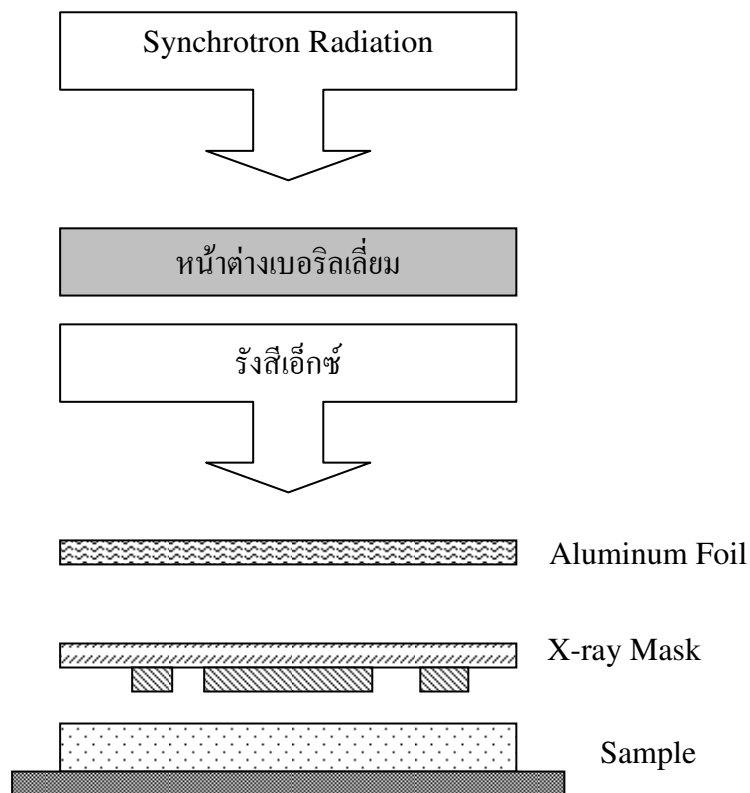 Synchrotron Radiation
หน้าต่างเบอริลเลี่ยม
รังสีเอ็กซ์
Aluminum Foil
X-ray Mask
Sample